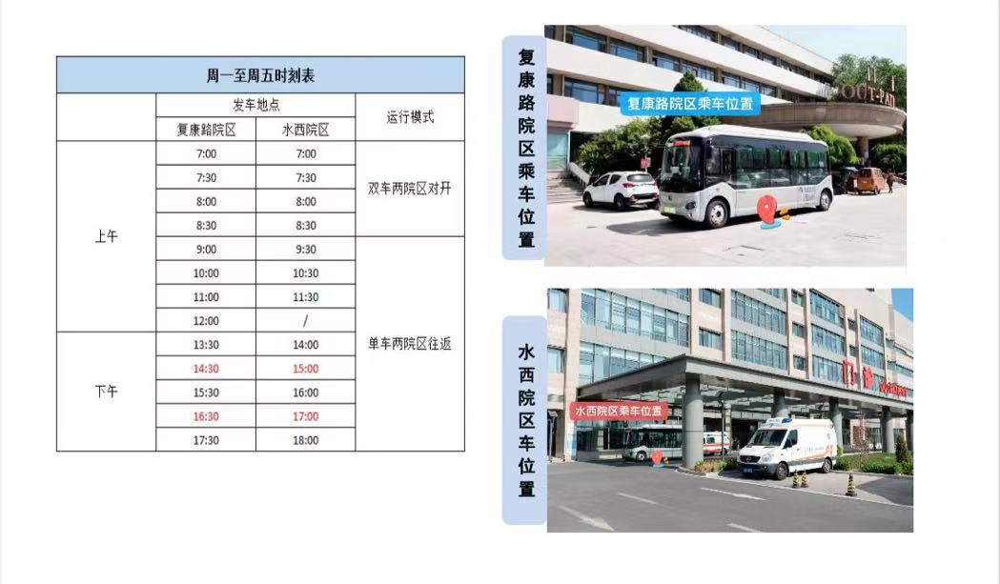 周一至周五时刻表
发车地点
运行模式
复康路院区 水西院区
上午
7:00 7:00
7:30 7:30
8:00 8:00
8:30 8:30
双车两院区对开
9:00 9:30
10:00 10:30
11:00 11:30
12:00 /
单车两院区往返
下午
13:30 14:00
14:30 15:00
15:30 16:00
16:30 17:00
17:30 18:00
复康路院区乘车位置
复康路院区乘车位置
OUT-PATI
水西院区车位置
水西院区乘车位置
门诊